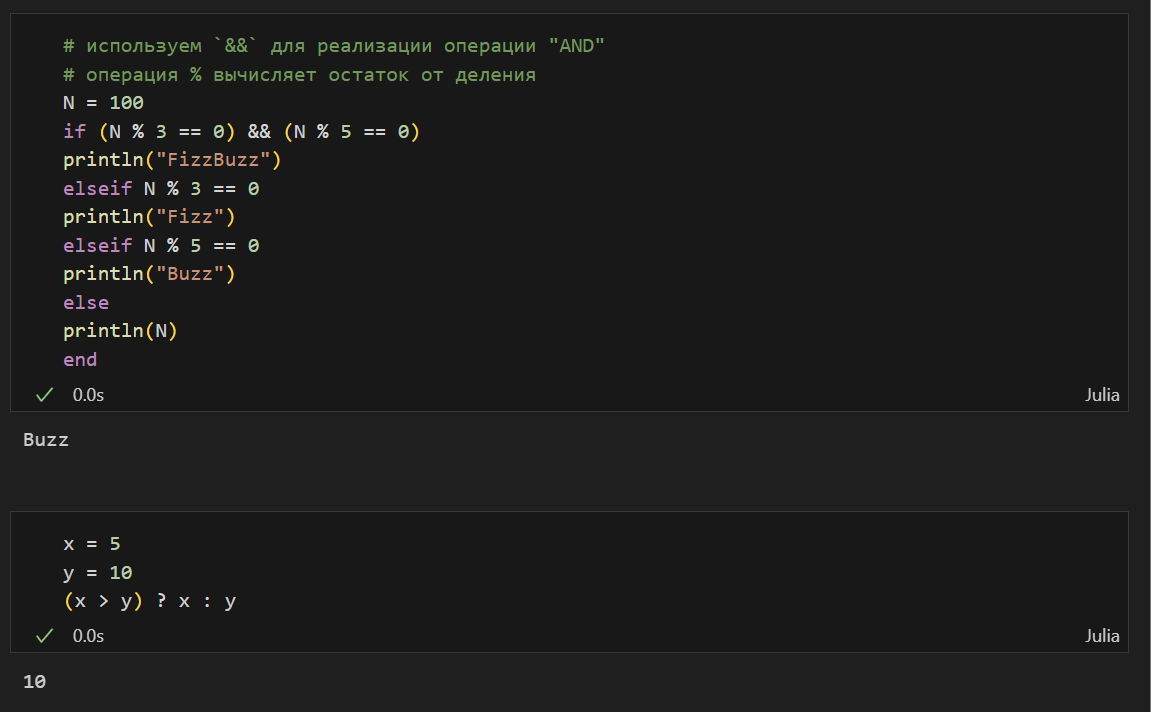 # используем `&&` для реализации операции "AND"
# операция % вычисляет остаток от деления
N = 100
if (N % 3 == 0) && (N % 5 == 0)
println("FizzBuzz")
elseif N % 3 == 0
println("Fizz")
elseif N % 5 == 0
println("Buzz")
else
println(N)
end
0.0s Julia
Buzz
x = 5
y = 10
(x > y) ? x : y
0.0s Julia
10